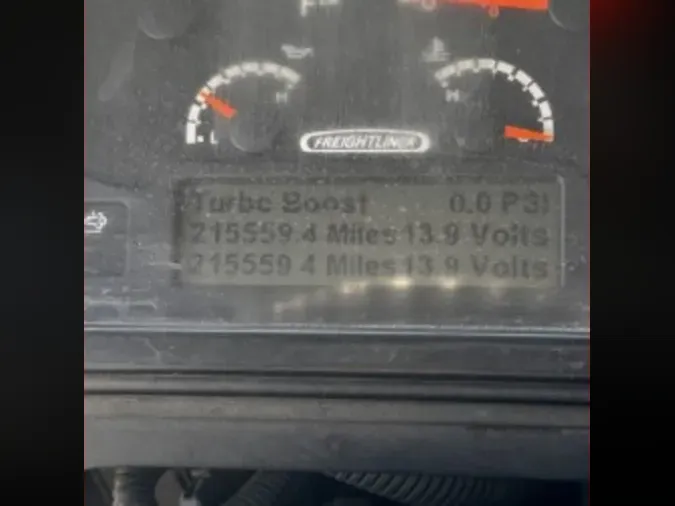 F
H
H
FREIGHTLINER
Turbo Boost 0.0 PSI
215559.4 Miles 13.9 Volts
215559.4 Miles 13.9 Volts